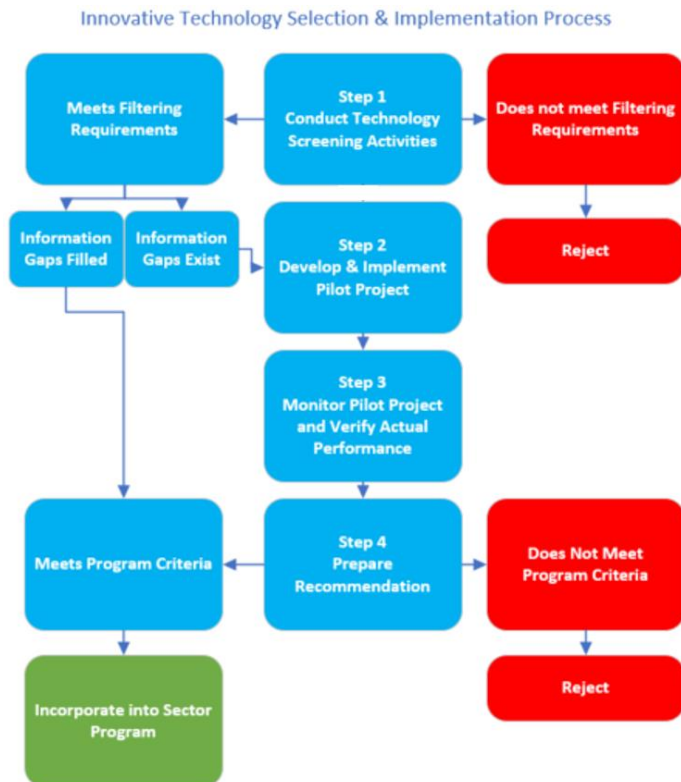 Innovative Technology Selection & Implementation Process
Meets Filtering
Requirements
Step 1
Conduct Technology
Screening Activities
Does not meet Filtering
Requirements
Information
Gaps Filled
Information
Gaps Exist
Step 2
Develop & Implement
Pilot Project
Reject
Step 3
Monitor Pilot Project
and Verify Actual
Performance
Meets Program Criteria
Step 4
Prepare
Recommendation
Does Not Meet
Program Criteria
Incorporate into Sector
Program
Reject